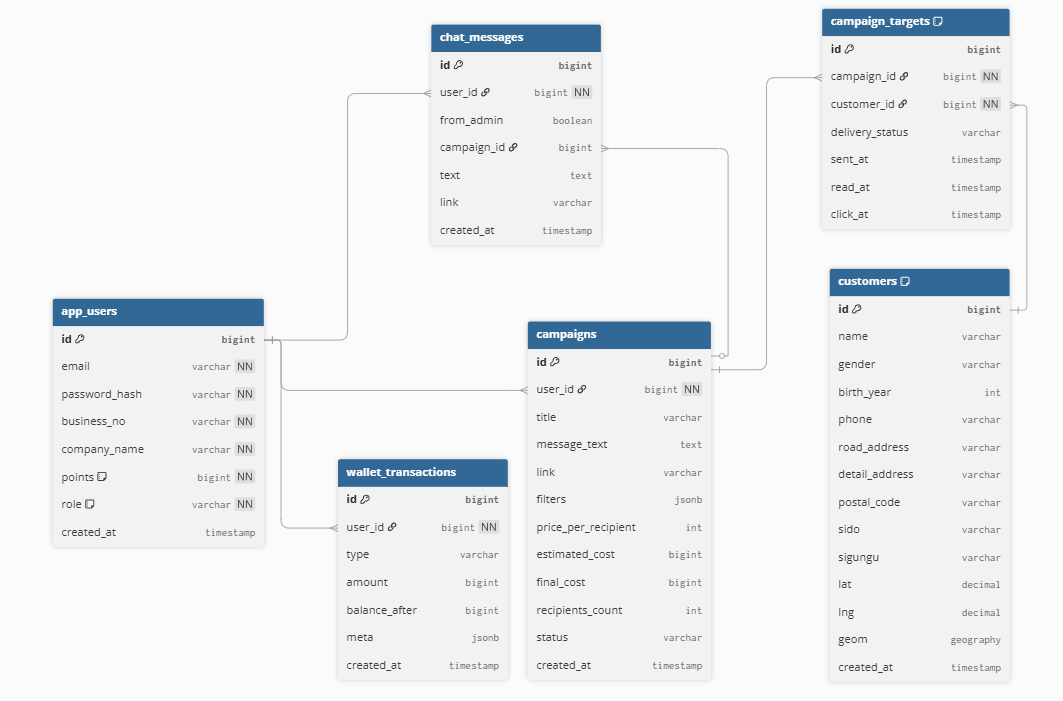 chat_messages
id bigint
user_id bigint NN
from_admin boolean
campaign_id bigint
text text
link varchar
created_at timestamp
campaign_targets
id bigint
campaign_id bigint NN
customer_id bigint NN
delivery_status varchar
sent_at timestamp
read_at timestamp
click_at timestamp
app_users
id bigint
email varchar NN
password_hash varchar NN
business_no varchar NN
company_name varchar NN
points bigint NN
role varchar NN
created_at timestamp
campaigns
id bigint
user_id bigint NN
title varchar
message_text text
link varchar
filters jsonb
price_per_recipient int
estimated_cost bigint
final_cost bigint
recipients_count int
status varchar
created_at timestamp
wallet_transactions
id bigint
user_id bigint NN
type varchar
amount bigint
balance_after bigint
meta jsonb
created_at timestamp
customers
id bigint
name varchar
gender varchar
birth_year int
phone varchar
road_address varchar
detail_address varchar
postal_code varchar
sido varchar
sigungu varchar
lat decimal
lng decimal
geom geography
created_at timestamp